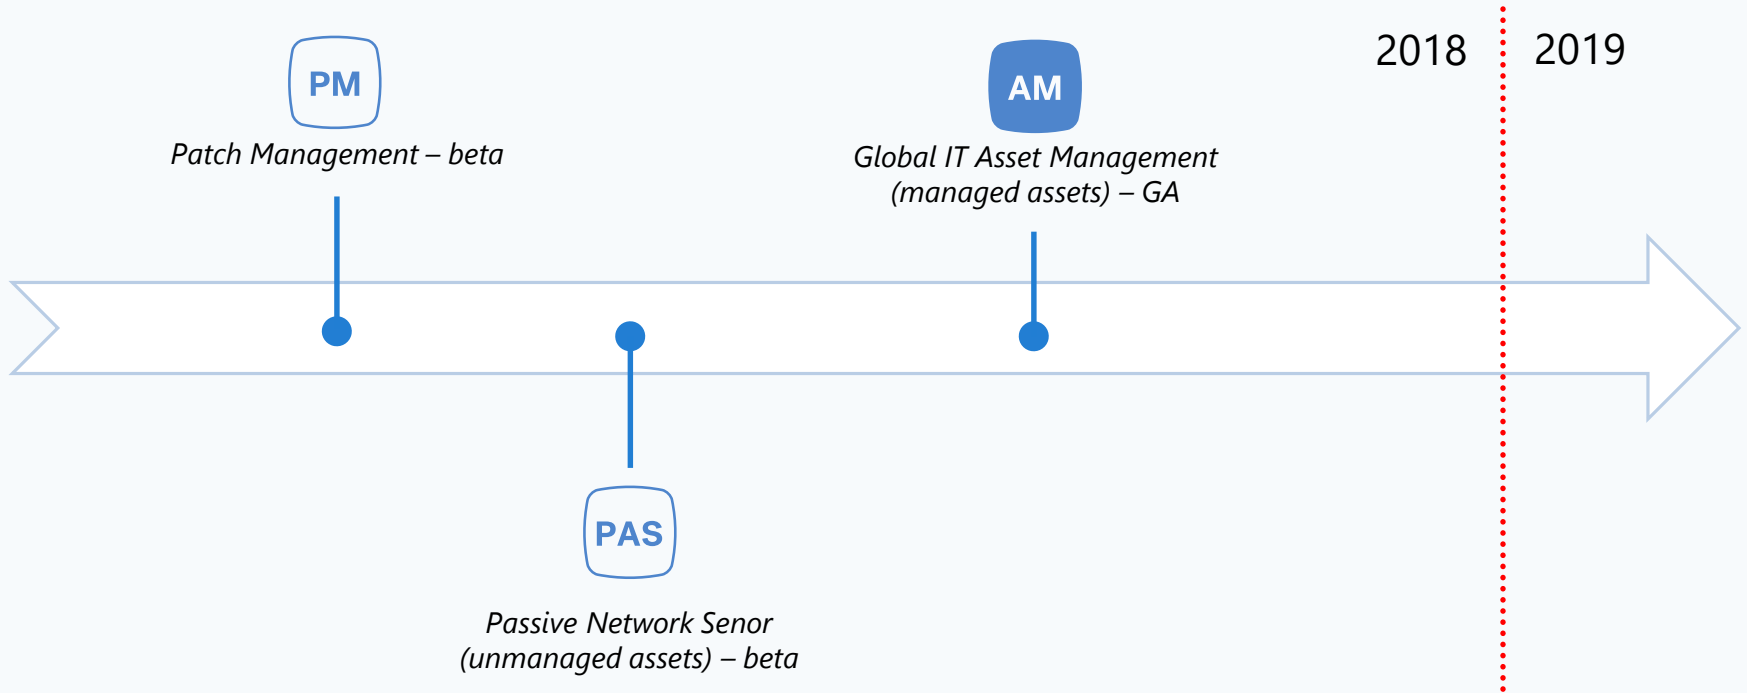 PM
Patch Management – beta
AM
Global IT Asset Management
(managed assets) – GA
2018
2019
PAS
Passive Network Senor
(unmanaged assets) – beta